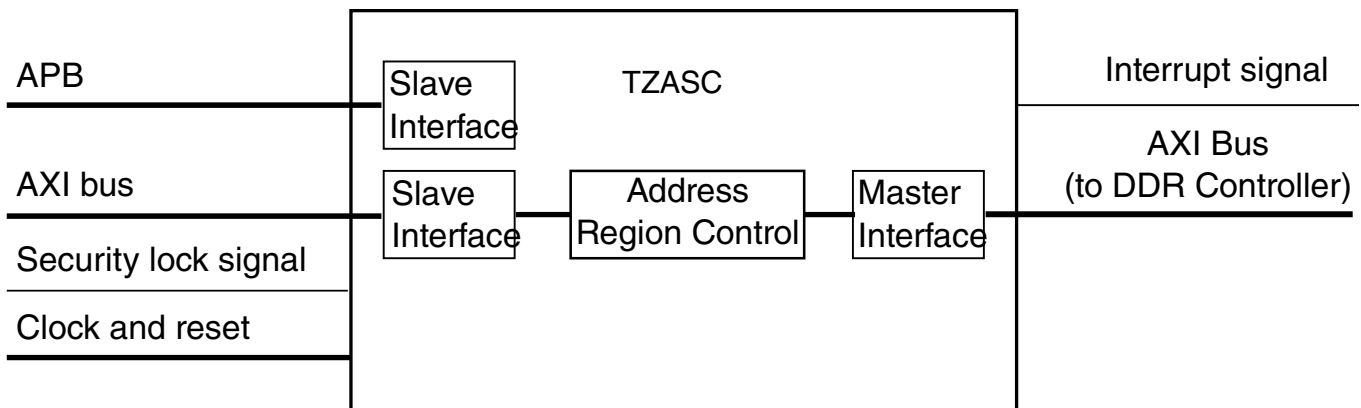 APB
Slave
Interface
TZASC
Interrupt signal
AXI bus
Slave
Interface
Address
Region Control
Master
Interface
AXI Bus
(to DDR Controller)
Security lock signal
Clock and reset